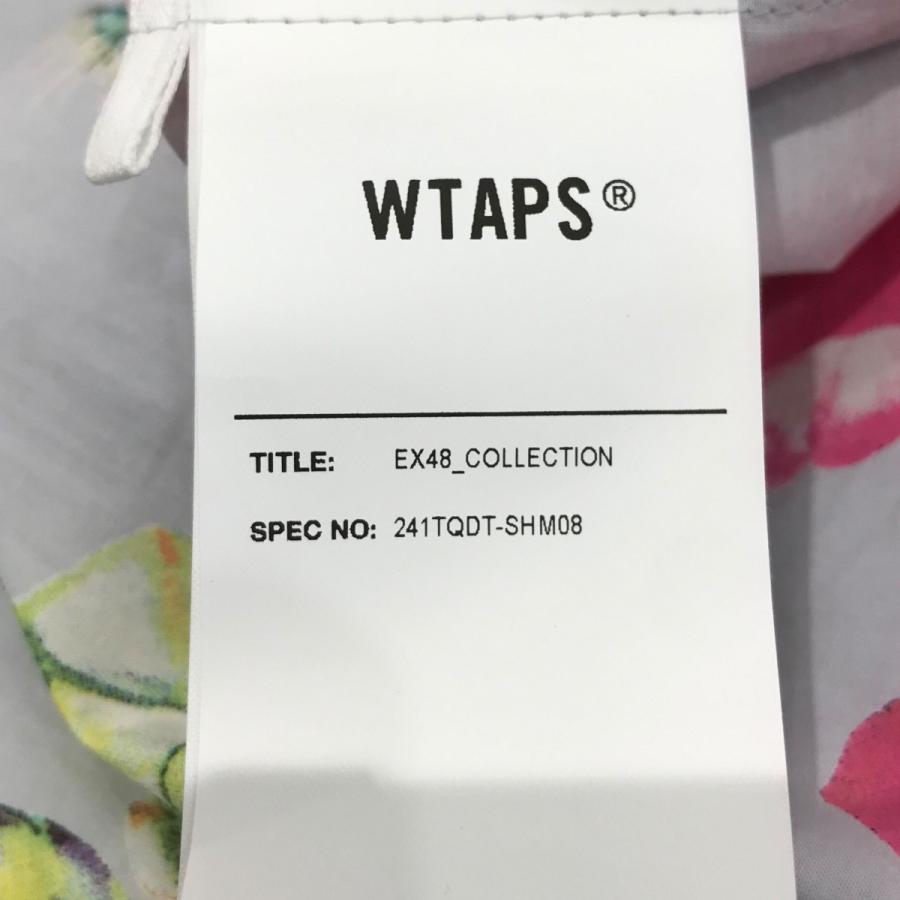 WTAPS®
TITLE: EX48_COLLECTION
SPEC NO: 241TQDT-SHM08